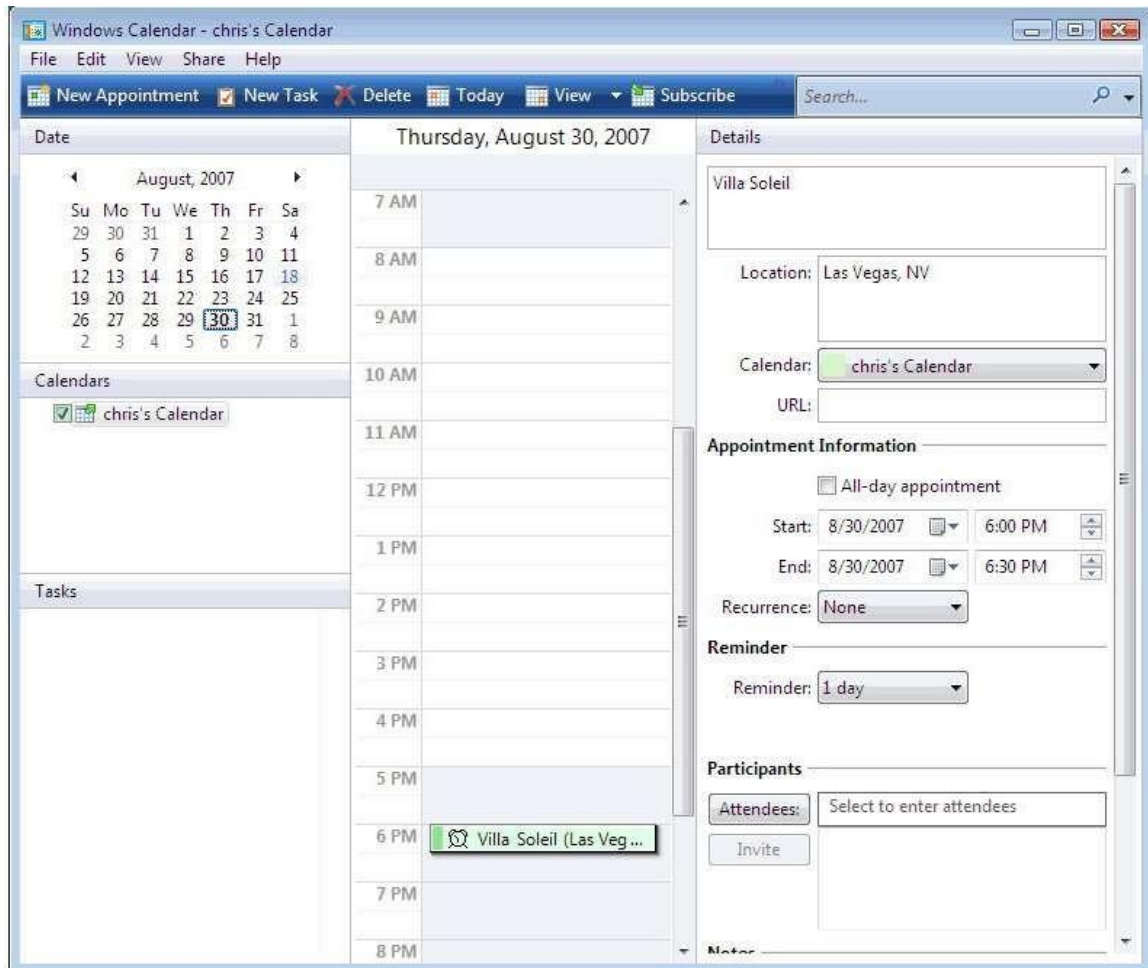 Windows Calendar - chris's Calendar
File Edit View Share Help
New Appointment New Task Delete Today View Subscribe Search...
Date
August, 2007
Su Mo Tu We Th Fr Sa
29 30 31 1 2 3 4
5 6 7 8 9 10 11
12 13 14 15 16 17 18
19 20 21 22 23 24 25
26 27 28 29 30 31 1
2 3 4 5 6 7 8
Calendars
chris's Calendar
Tasks
Thursday, August 30, 2007
7 AM
8 AM
9 AM
10 AM
11 AM
12 PM
1 PM
2 PM
3 PM
4 PM
5 PM
6 PM Villa Soleil (Las Veg ...
7 PM
8 PM
Details
Villa Soleil
Location: Las Vegas, NV
Calendar: chris's Calendar
URL:
Appointment Information
All-day appointment
Start: 8/30/2007 6:00 PM
End: 8/30/2007 6:30 PM
Recurrence: None
Reminder
Reminder: 1 day
Participants
Attendees: Select to enter attendees
Invite
Notes